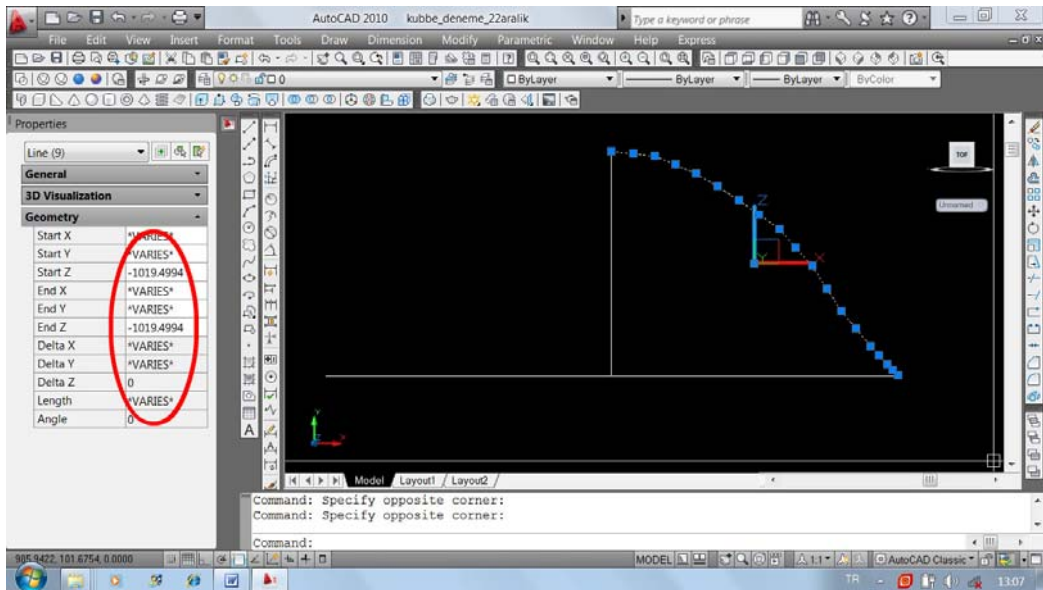 AutoCAD 2010 kubbe_deneme_22aralik
Type a keyword or phrase
File Edit View Insert Format Tools Draw Dimension Modify Parametric Window Help Express
0 ByLayer ByLayer ByLayer ByColor
Properties
Line (9)
General
3D Visualization
Geometry
Start X *VARIES*
Start Y *VARIES*
Start Z -1019.4994
End X *VARIES*
End Y *VARIES*
End Z -1019.4994
Delta X *VARIES*
Delta Y *VARIES*
Delta Z 0
Length *VARIES*
Angle 0
TOP
Unnamed
Z
Y X
Y
Z X
Model Layout1 Layout2
Command: Specify opposite corner:
Command: Specify opposite corner:
Command:
905.9422, 101.6754, 0.0000 MODEL 1:1 AutoCAD Classic
TR 13:07